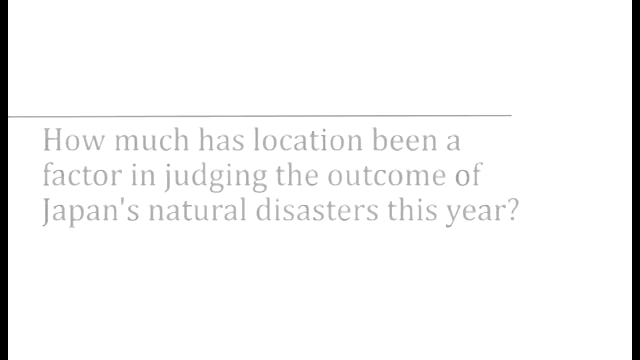 How much has location been a
factor in judging the outcome of
Japan's natural disasters this year?